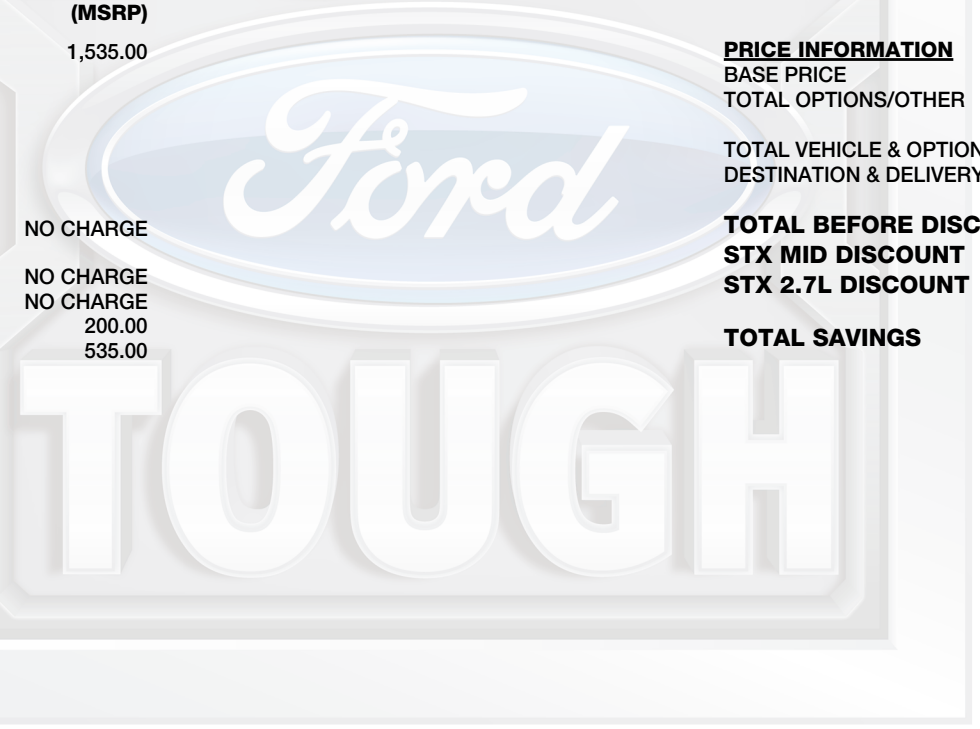 (MSRP)
1,535.00
NO CHARGE
NO CHARGE
NO CHARGE
200.00
535.00
PRICE INFORMATION
BASE PRICE
TOTAL OPTIONS/OTHER
TOTAL VEHICLE & OPTION
DESTINATION & DELIVERY
TOTAL BEFORE DISC
STX MID DISCOUNT
STX 2.7L DISCOUNT
TOTAL SAVINGS
Ford
TOUGH